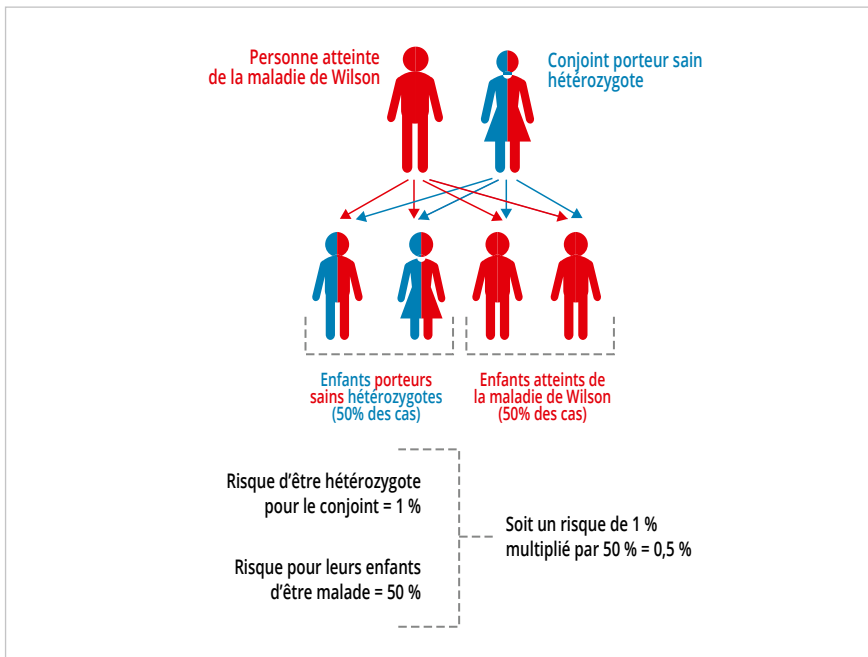 Personne atteinte
de la maladie de Wilson
Conjoint porteur sain
hétérozygote
Enfants porteurs
sains hétérozygotes
(50% des cas)
Enfants atteints de
la maladie de Wilson
(50% des cas)
Risque d'être hétérozygote
pour le conjoint = 1 %
Risque pour leurs enfants
d'être malade = 50 %
Soit un risque de 1 %
multiplié par 50 % = 0,5 %